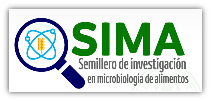 SIMA
Semillero de investigación
en microbiología de alimentos